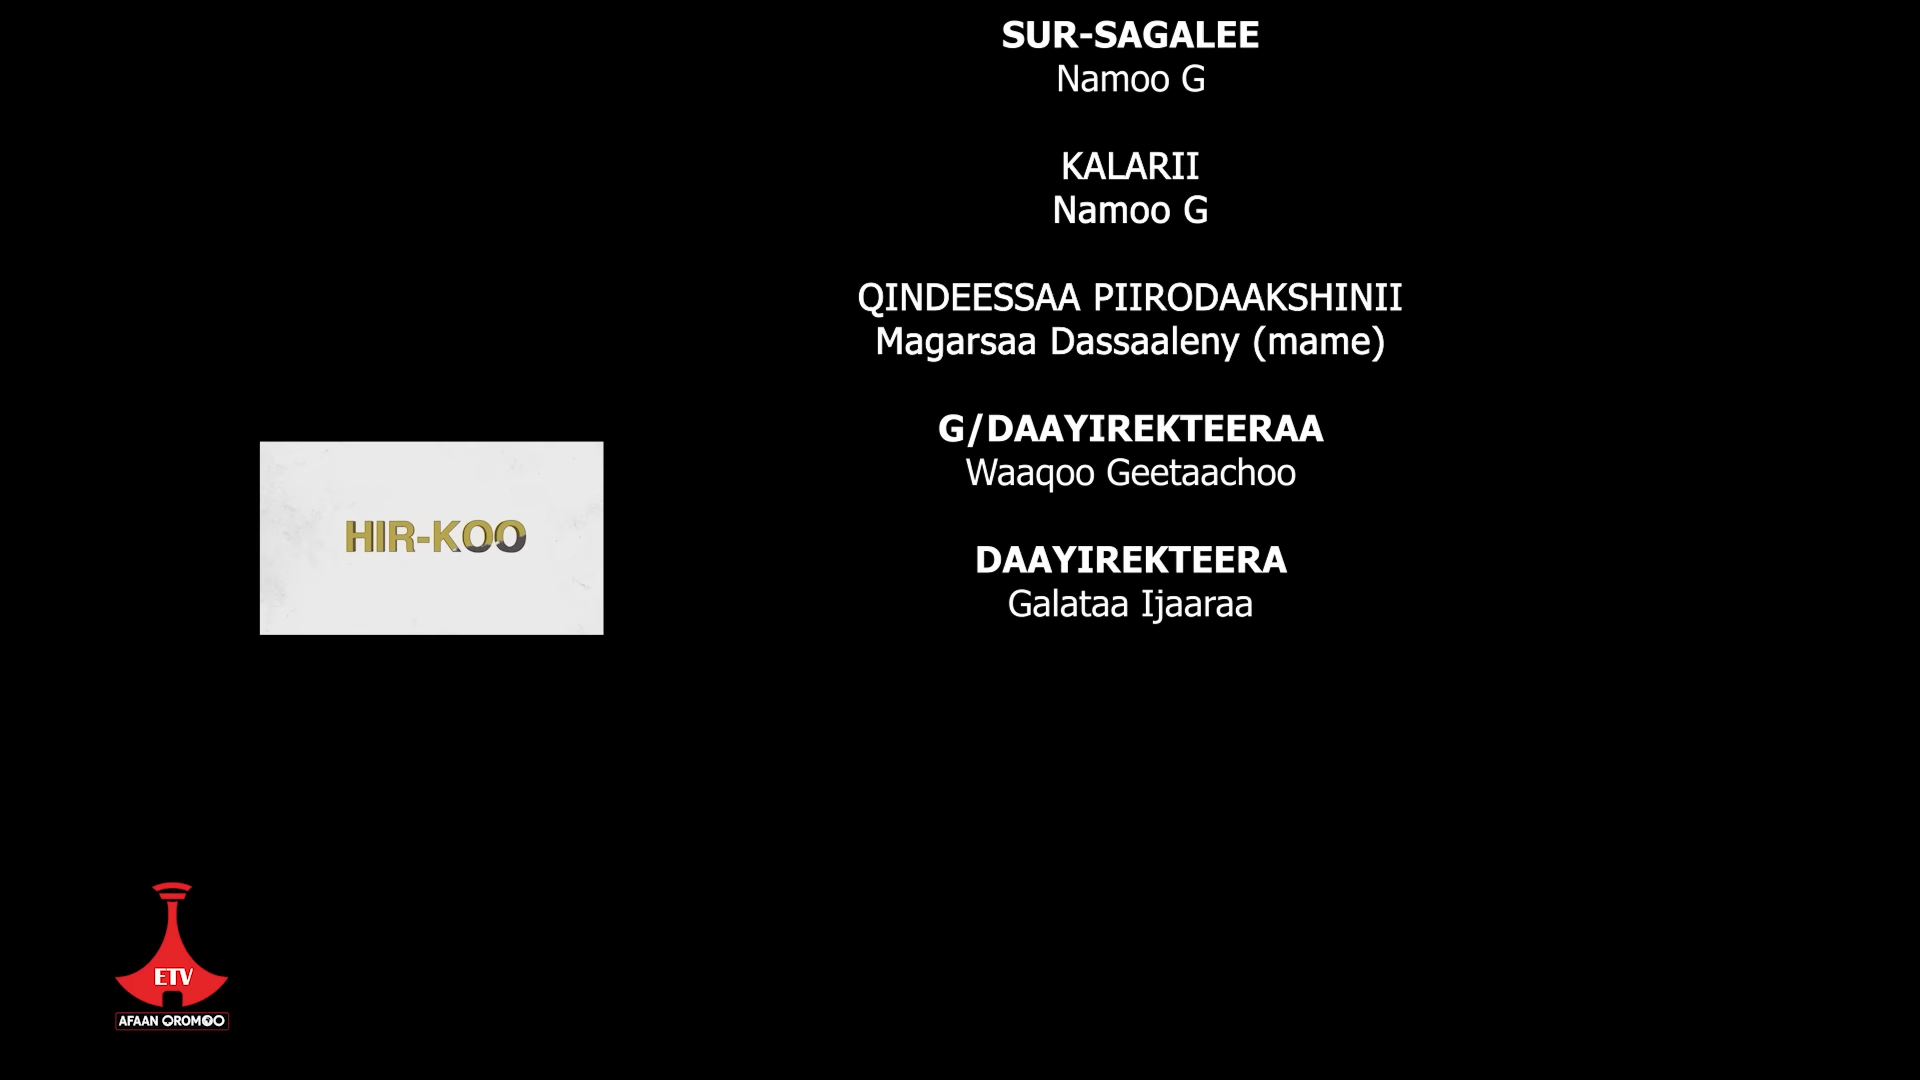 SUR-SAGALEE
Namoo G
KALARII
Namoo G
QINDEESSAA PIIRODAAKSHINII
Magarsaa Dassaaleny (mame)
G/DAAYIREKTEERAA
Waaqoo Geetaachoo
DAAYIREKTEERA
Galataa Ijaaraa
HIR-KOO
ETV
AFAAN OROMOO